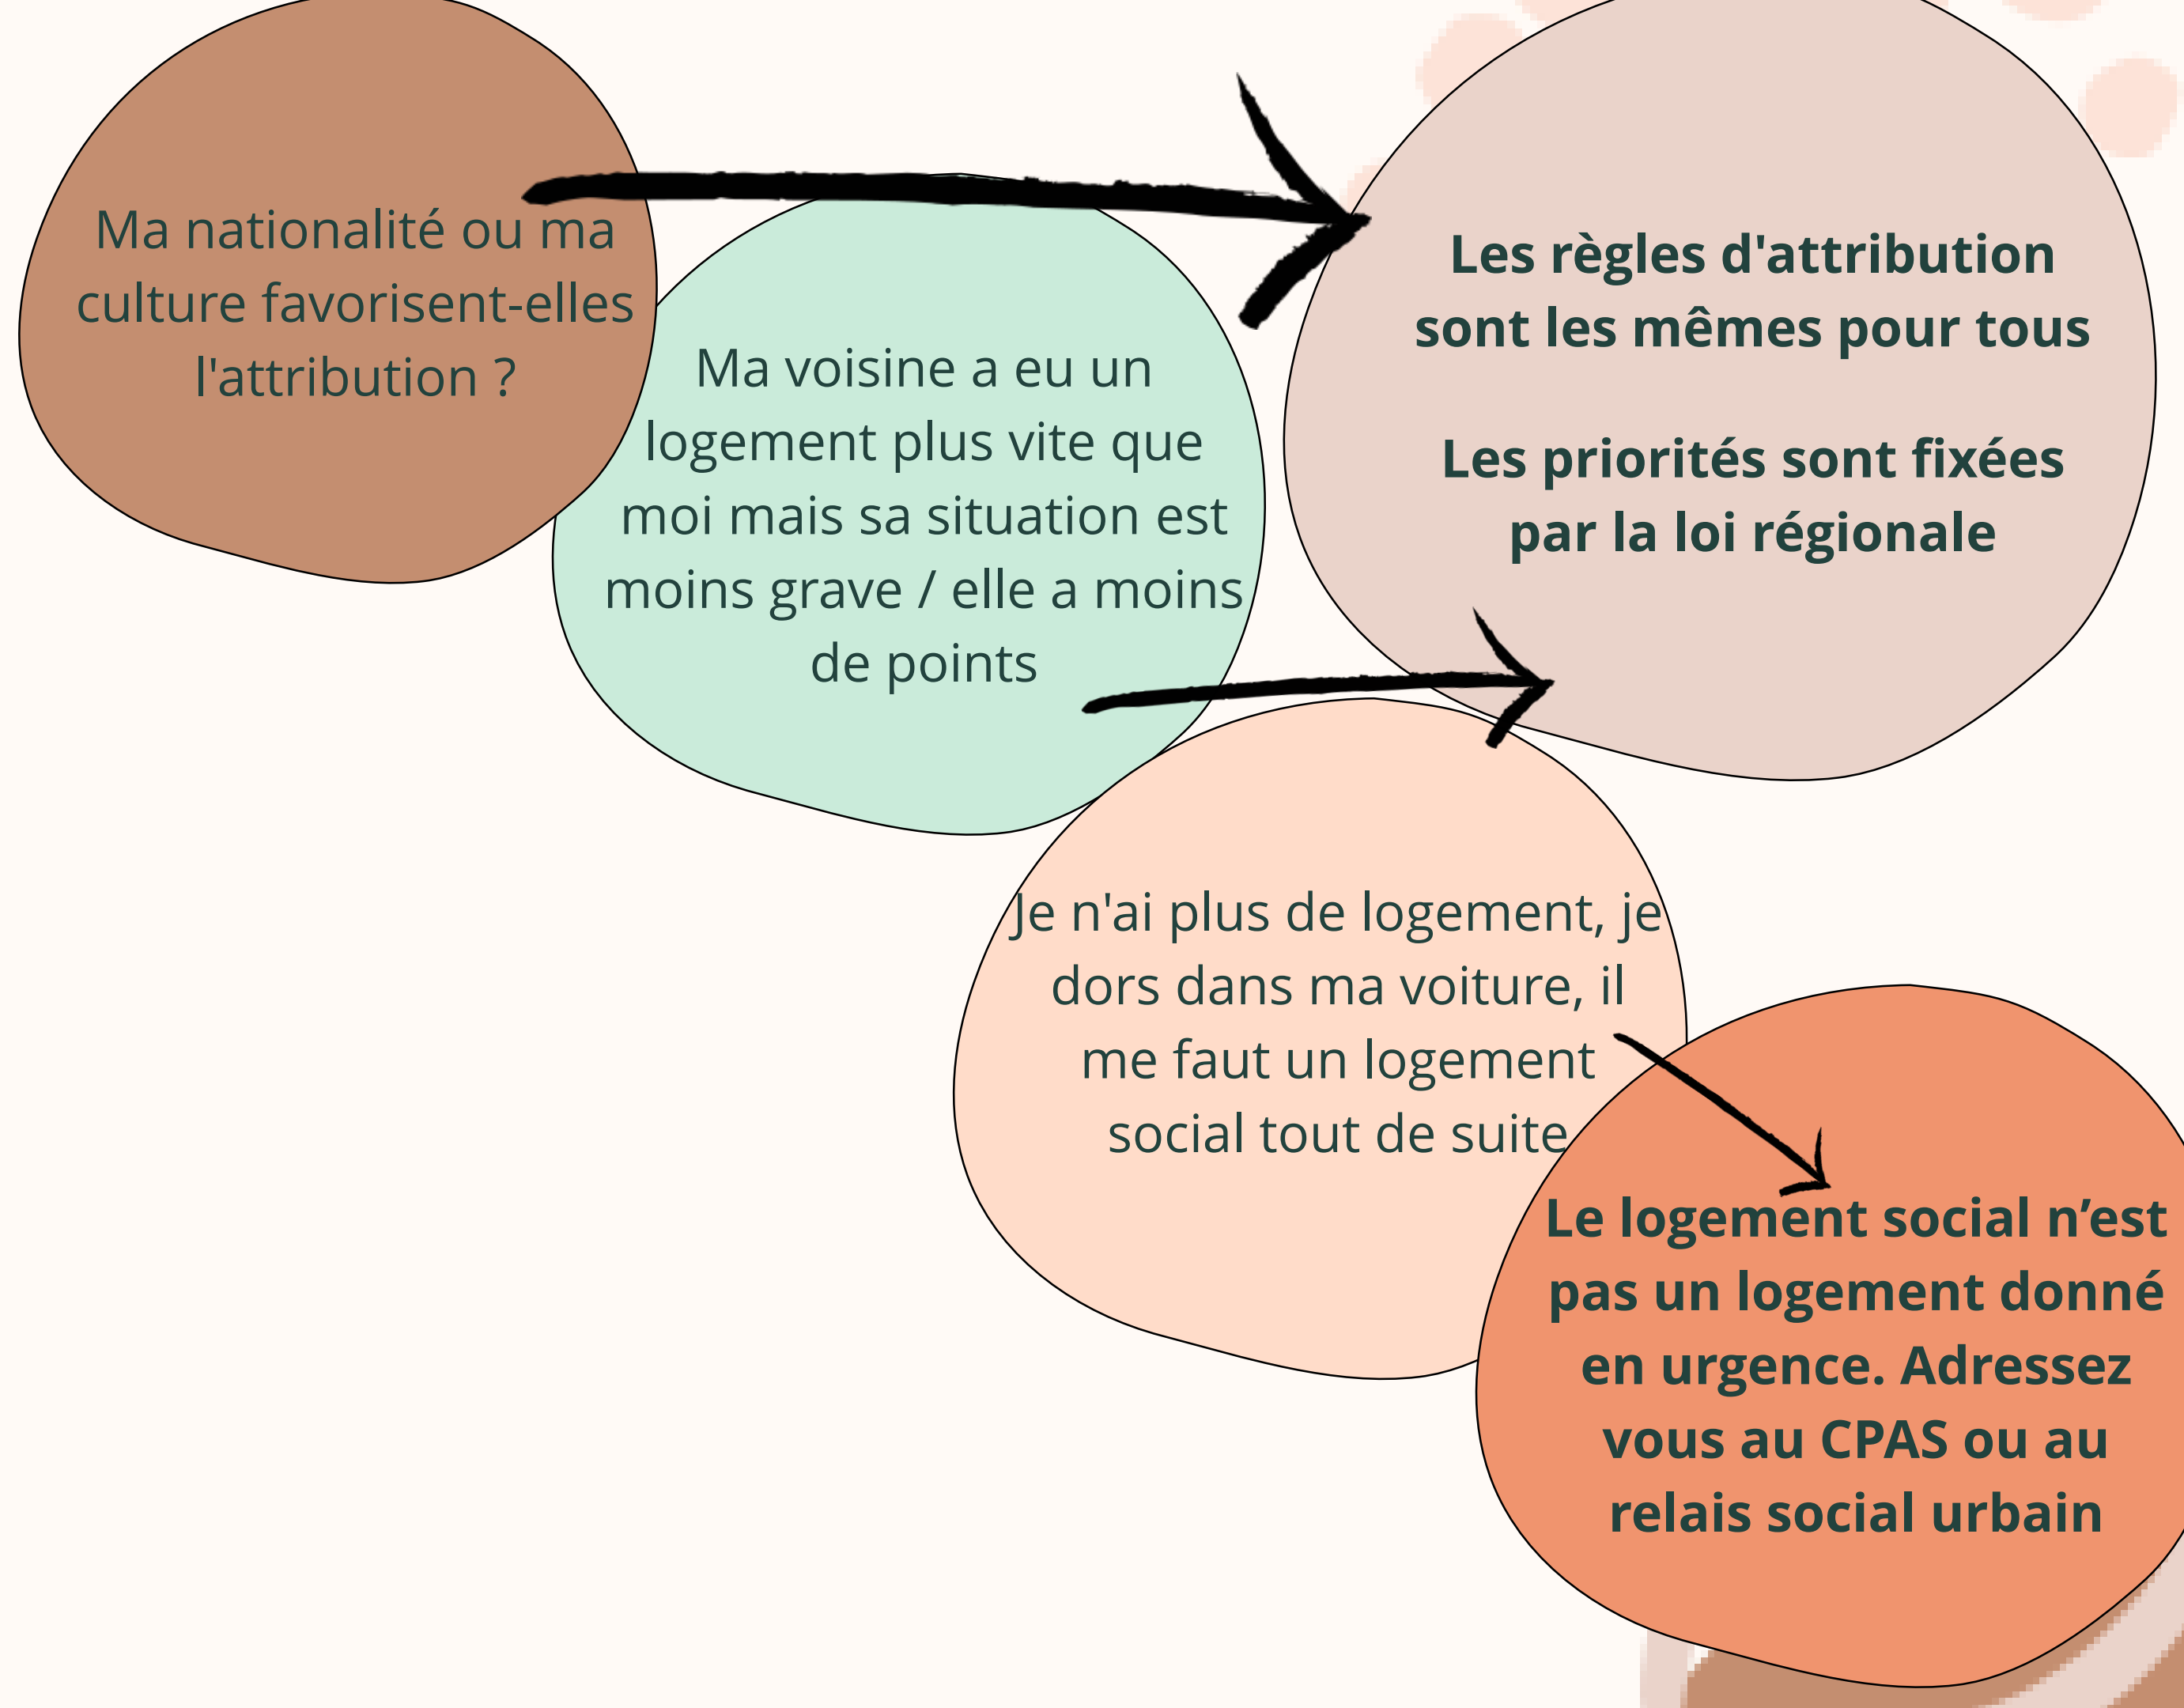 Ma nationalité ou ma
culture favorisent-elles
l'attribution ?
Ma voisine a eu un
logement plus vite que
moi mais sa situation est
moins grave / elle a moins
de points
Les règles d'attribution
sont les mêmes pour tous
Les priorités sont fixées
par la loi régionale
Je n'ai plus de logement, je
dors dans ma voiture, il
me faut un logement
social tout de suite
Le logement social n’est
pas un logement donné
en urgence. Adressez
vous au CPAS ou au
relais social urbain